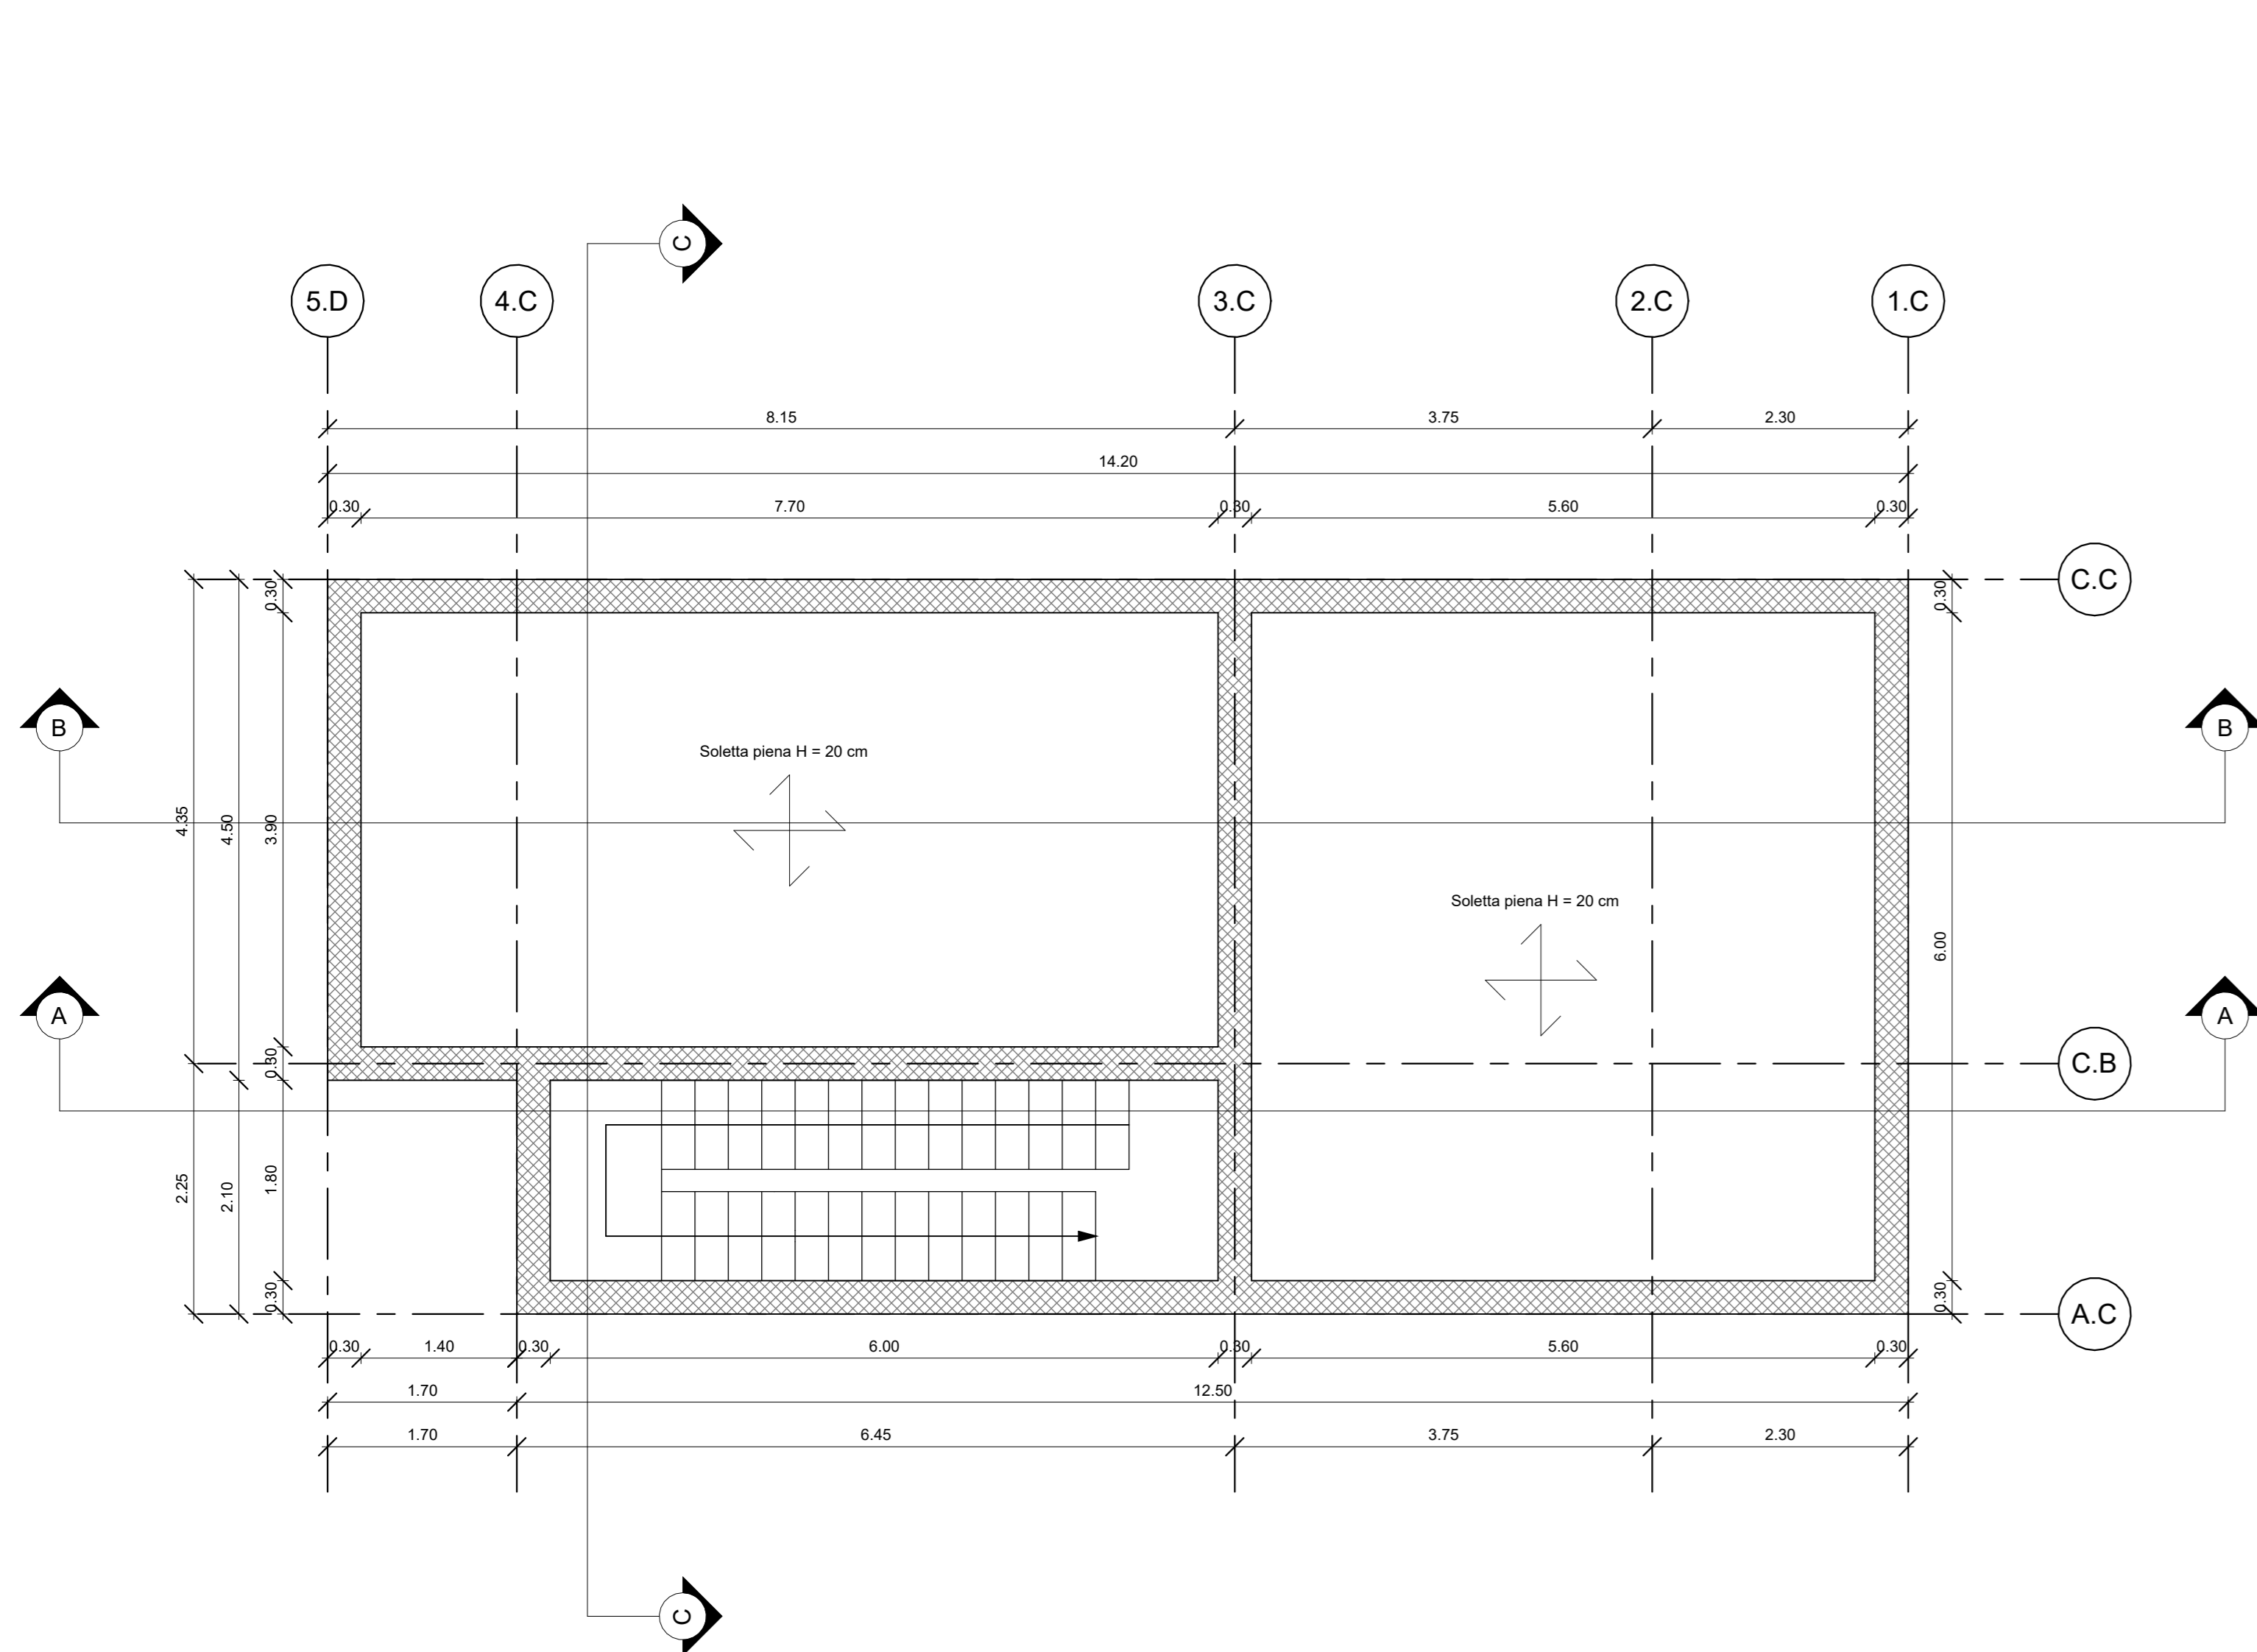 C
5.D
4.C
3.C
2.C
1.C
8.15
3.75
2.30
14.20
0.30
7.70
0.30
5.60
0.30
C.C
0.30
0.30
B
B
Soletta piena H = 20 cm
4.35
4.50
3.90
Soletta piena H = 20 cm
6.00
A
A
0.30
C.B
2.25
2.10
1.80
0.30
0.30
A.C
0.30
1.40
0.30
6.00
0.30
5.60
0.30
1.70
12.50
1.70
6.45
3.75
2.30
C